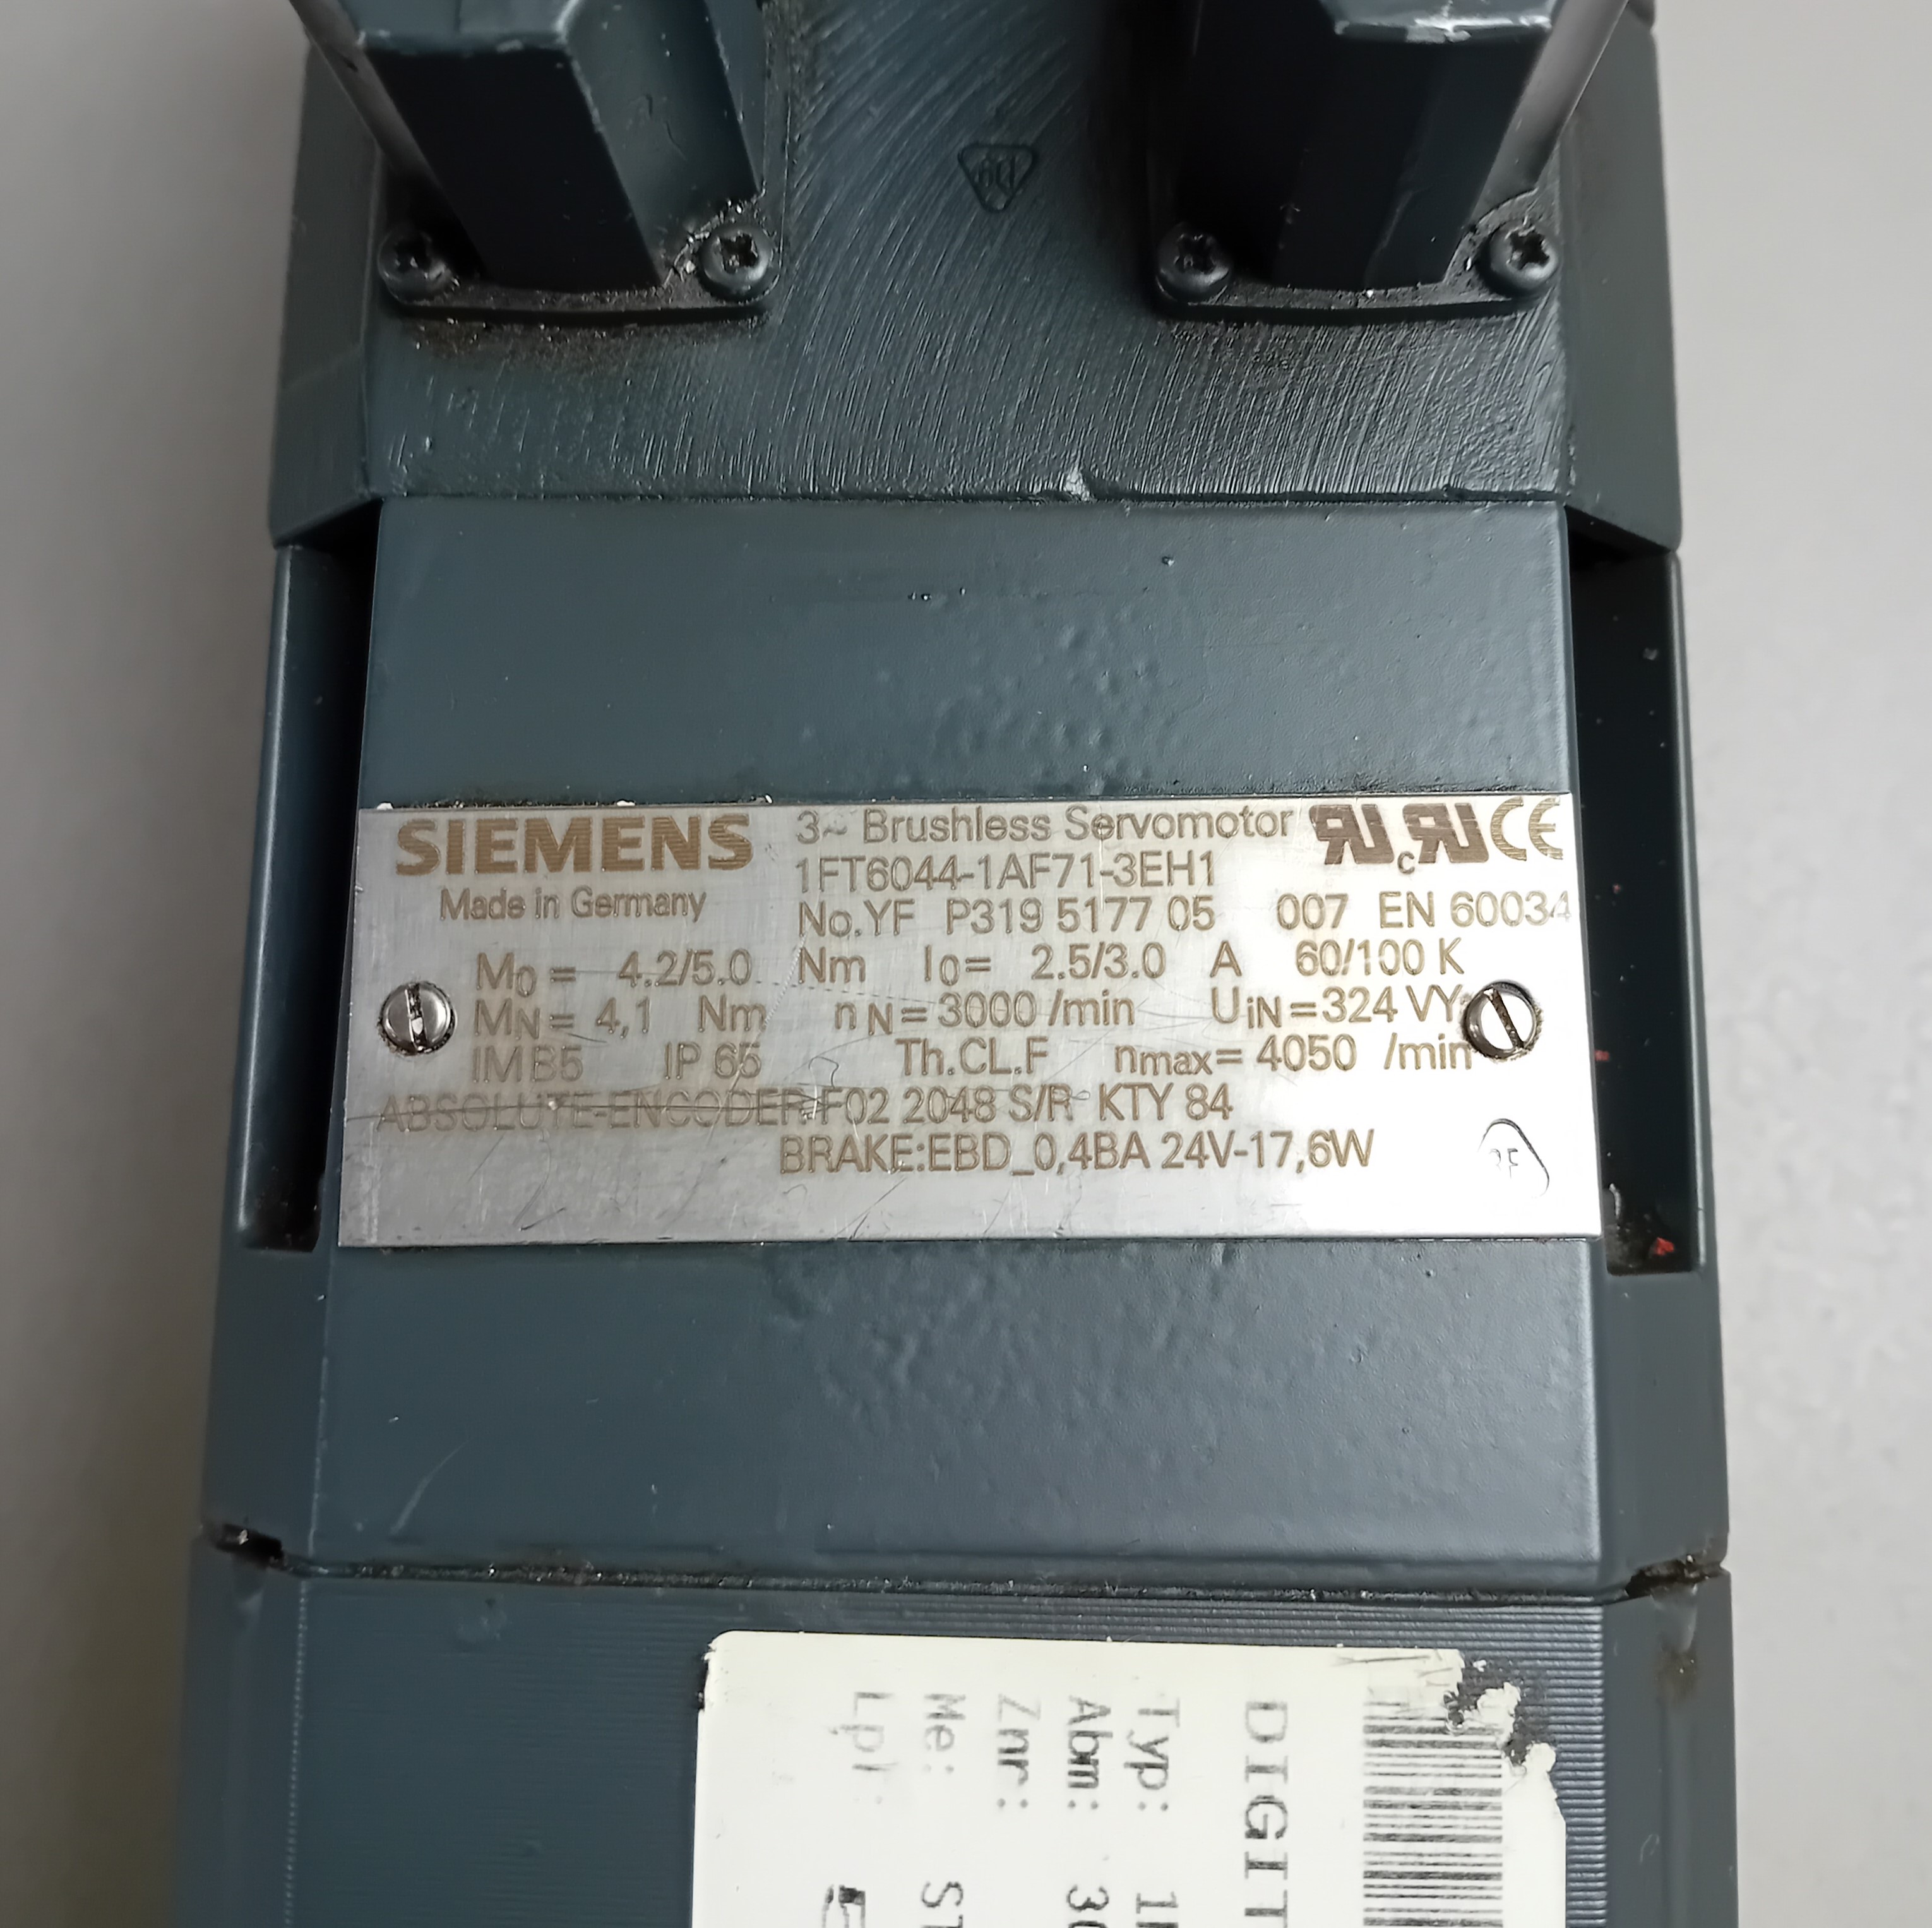 SIEMENS
Made in Germany
3~ Brushless Servomotor
1FT6044-1AF71-3EH1
No.YF P319 5177 05 007 EN 60034
M0 = 4.2/5.0 Nm I0= 2.5/3.0 A 60/100 K
MN= 4,1 Nm nN=3000 /min UiN=324 VY
IMB5 IP 65 Th.CL.F nmax= 4050 /min
ABSOLUTE-ENCODER F02 2048 S/R KTY 84
BRAKE:EBD_0,4BA 24V-17,6W
DIGIT
Typ:
Abm:
Znr:
Me:
Lpl: